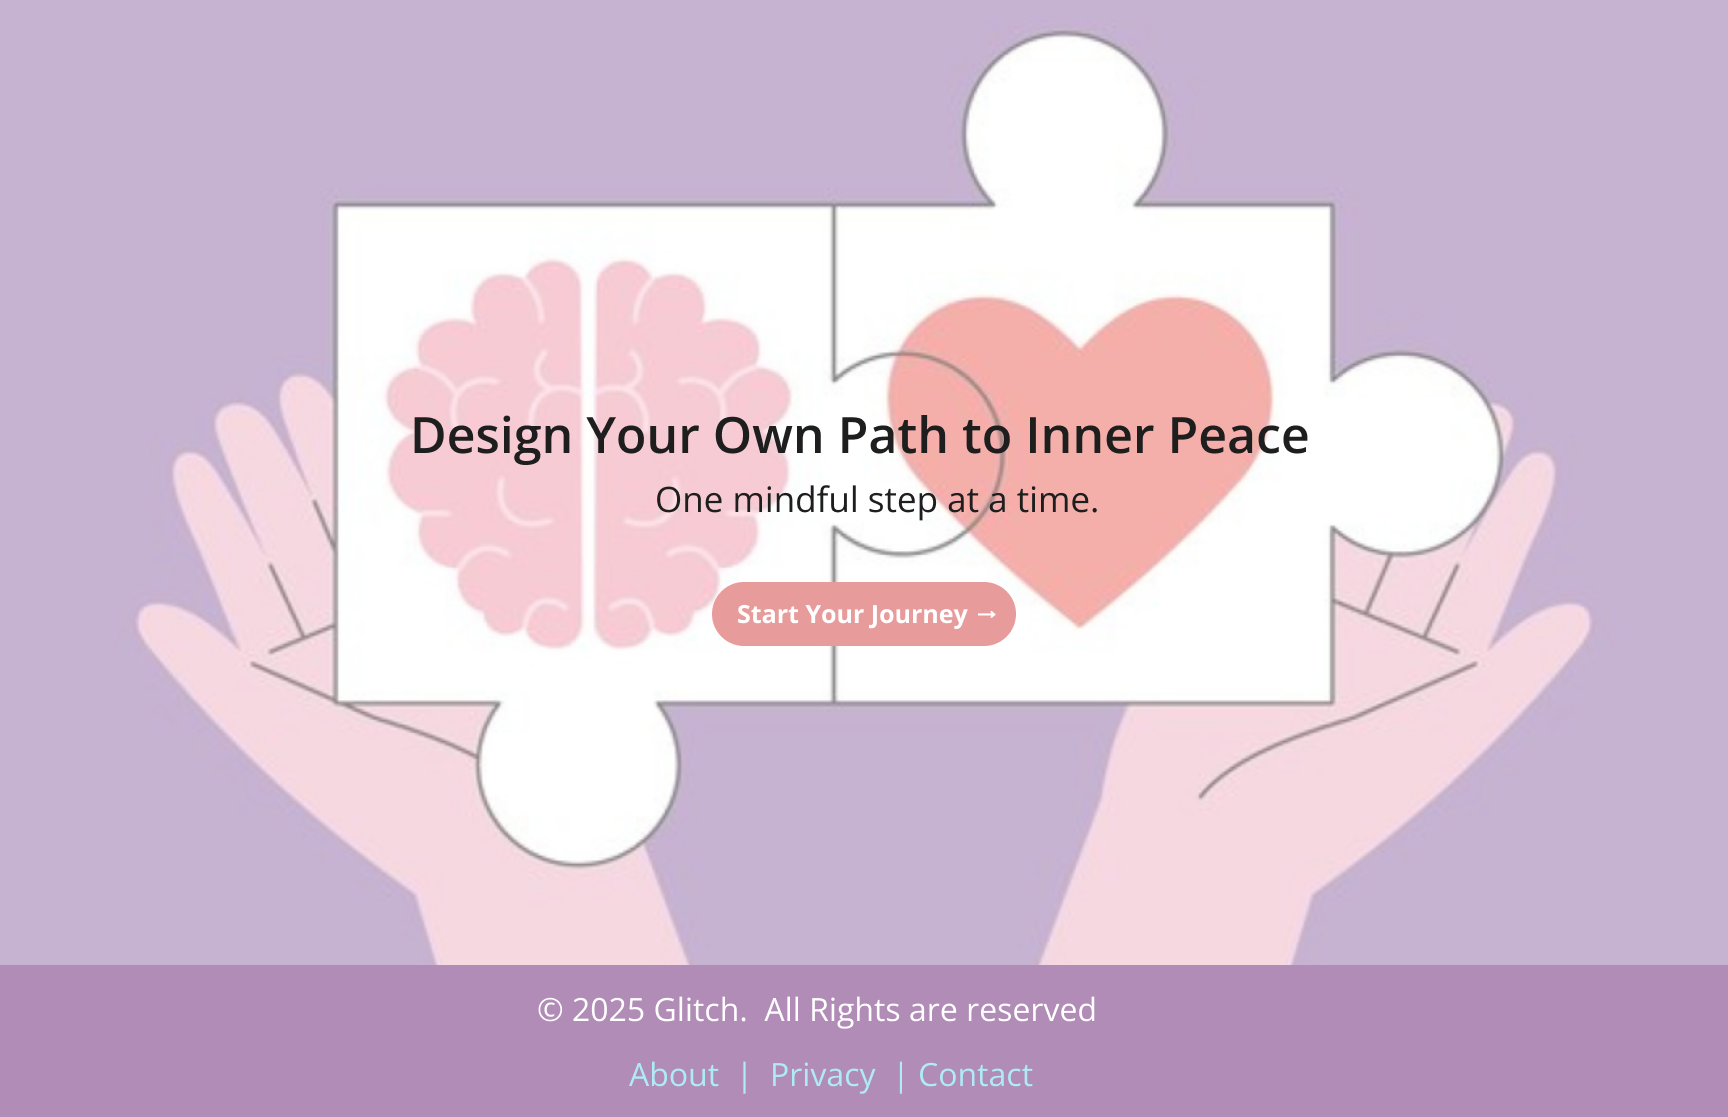 Design Your Own Path to Inner Peace
One mindful step at a time.
Start Your Journey →
© 2025 Glitch.  All Rights are reserved
About  |  Privacy  | Contact